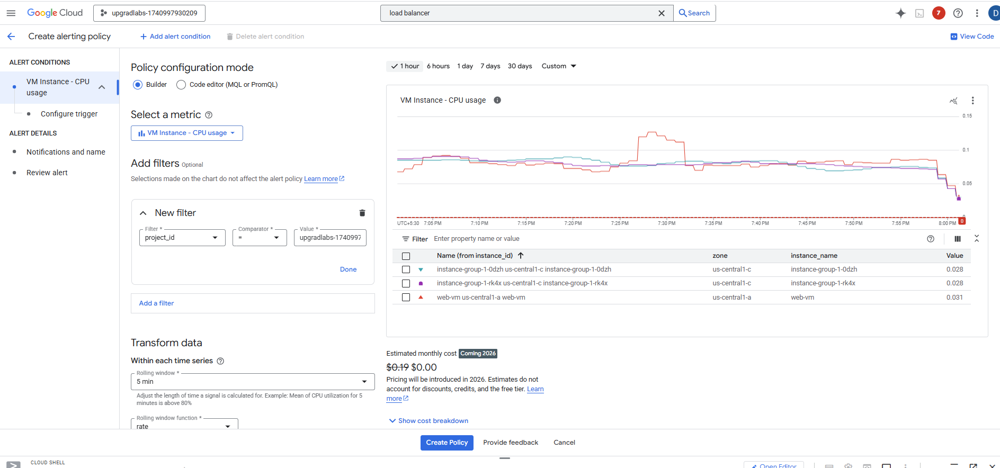 Google Cloud
upgradlabs-1740997930209
load balancer
Search
7
D
Create alerting policy
Add alert condition
Delete alert condition
View Code
ALERT CONDITIONS
VM Instance - CPU
usage
Configure trigger
ALERT DETAILS
Notifications and name
Review alert
Policy configuration mode
Builder
Code editor (MQL or PromQL)
Select a metric
VM Instance - CPU usage
Add filters Optional
Selections made on the chart do not affect the alert policy Learn more
New filter
Filter *
project_id
Comparator *
=
Value *
upgradlabs-1740997
Done
Add a filter
Transform data
Within each time series
Rolling window *
5 min
Adjust the length of time a signal is calculated for. Example: Mean of CPU utilization for 5
minutes is above 80%
Rolling window function *
rate
1 hour
6 hours
1 day
7 days
30 days
Custom
VM Instance - CPU usage
0.15
0.1
0.05
0
UTC+5:30
7:05 PM
7:10 PM
7:15 PM
7:20 PM
7:25 PM
7:30 PM
7:35 PM
7:40 PM
7:45 PM
7:50 PM
7:55 PM
8:00 PM
0
Filter Enter property name or value
Name (from instance_id) zone instance_name Value
instance-group-1-0dzh us-central1-c instance-group-1-0dzh us-central1-c instance-group-1-0dzh 0.028
instance-group-1-rk4x us-central1-c instance-group-1-rk4x us-central1-c instance-group-1-rk4x 0.028
web-vm us-central1-a web-vm us-central1-a web-vm 0.031
Estimated monthly cost Coming 2026
$0.19 $0.00
Pricing will be introduced in 2026. Estimates do not
account for discounts, credits, and the free tier. Learn
more
Show cost breakdown
Create Policy
Provide feedback
Cancel
CLOUD SHELL
Open Editor